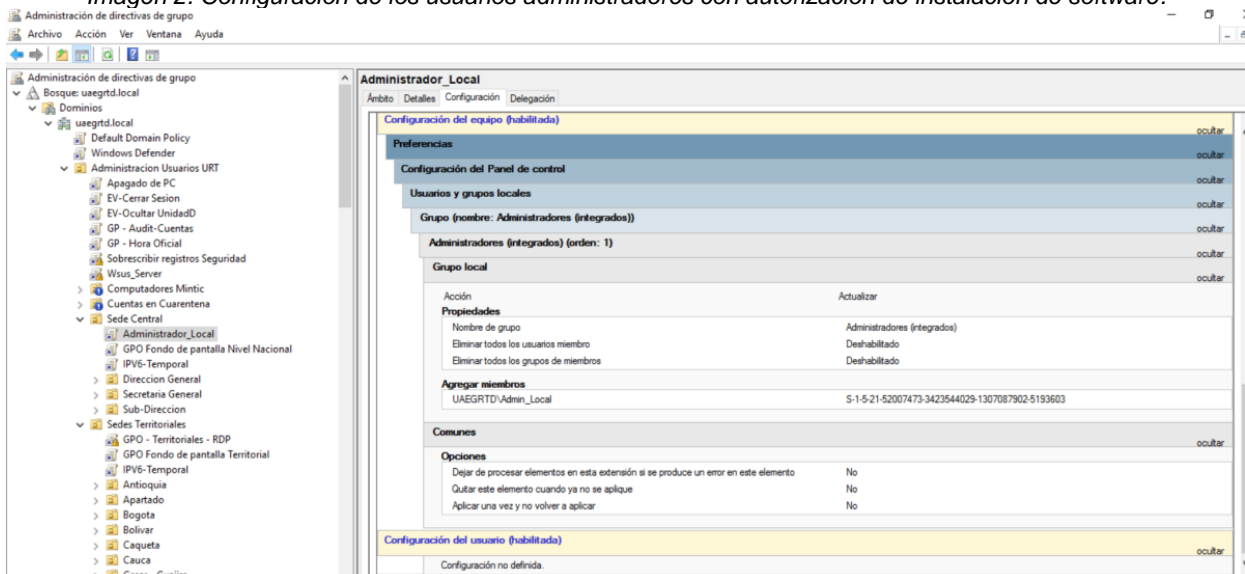 Imagen 2. Configuración de los usuarios administradores con autorización de instalación de software.
Administración de directivas de grupo
Archivo Acción Ver Ventana Ayuda
Administración de directivas de grupo
Bosque: uaegrtd.local
Dominios
uaegrtd.local
Default Domain Policy
Windows Defender
Administracion Usuarios URT
Apagado de PC
EV-Cerrar Sesion
EV-Ocultar UnidadD
GP - Audit-Cuentas
GP - Hora Oficial
Sobrescribir registros Seguridad
Wsus_Server
Computadores Mintic
Cuentas en Cuarentena
Sede Central
Administrador_Local
GPO Fondo de pantalla Nivel Nacional
IPV6-Temporal
Direccion General
Secretaria General
Sub-Direccion
Sedes Territoriales
GPO - Territoriales - RDP
GPO Fondo de pantalla Territorial
IPV6-Temporal
Antioquia
Apartado
Bogota
Bolivar
Caqueta
Cauca
Administrador_Local
Ámbito Detalles Configuración Delegación
Configuración del equipo (habilitada)
ocultar
Preferencias
ocultar
Configuración del Panel de control
ocultar
Usuarios y grupos locales
ocultar
Grupo (nombre: Administradores (integrados))
ocultar
Administradores (integrados) (orden: 1)
ocultar
Grupo local
ocultar
Acción Actualizar
Propiedades
Nombre de grupo Administradores (integrados)
Eliminar todos los usuarios miembro Deshabilitado
Eliminar todos los grupos de miembros Deshabilitado
Agregar miembros
UAEGRTD\Admin_Local S-1-5-21-52007473-3423544029-1307087902-5193603
Comunes
ocultar
Opciones
Dejar de procesar elementos en esta extensión si se produce un error en este elemento No
Quitar este elemento cuando ya no se aplique No
Aplicar una vez y no volver a aplicar No
Configuración del usuario (habilitada)
ocultar
Configuración no definida.